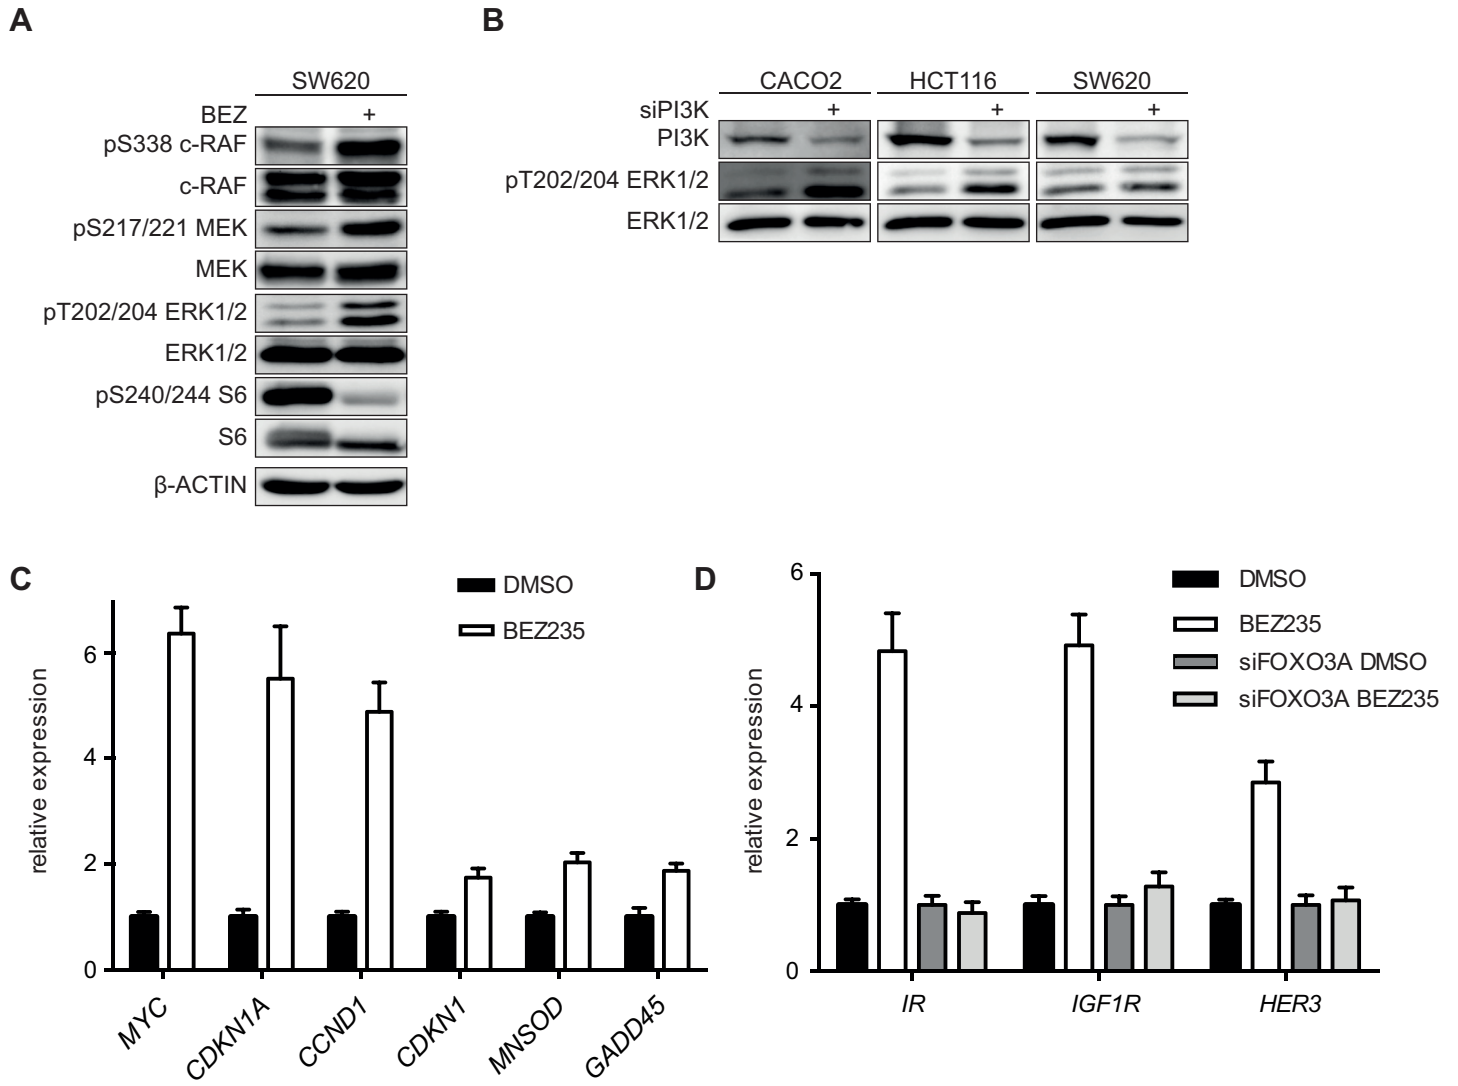 A
SW620
BEZ +
pS338 c-RAF
c-RAF
pS217/221 MEK
MEK
pT202/204 ERK1/2
ERK1/2
pS240/244 S6
S6
β-ACTIN
B
CACO2 HCT116 SW620
siPI3K + + +
PI3K
pT202/204 ERK1/2
ERK1/2
C
DMSO
BEZ235
relative expression
6
4
2
0
MYC CDKN1A CCND1 CDKN1 MNSOD GADD45
D
DMSO
BEZ235
siFOXO3A DMSO
siFOXO3A BEZ235
relative expression
6
4
2
0
IR IGF1R HER3